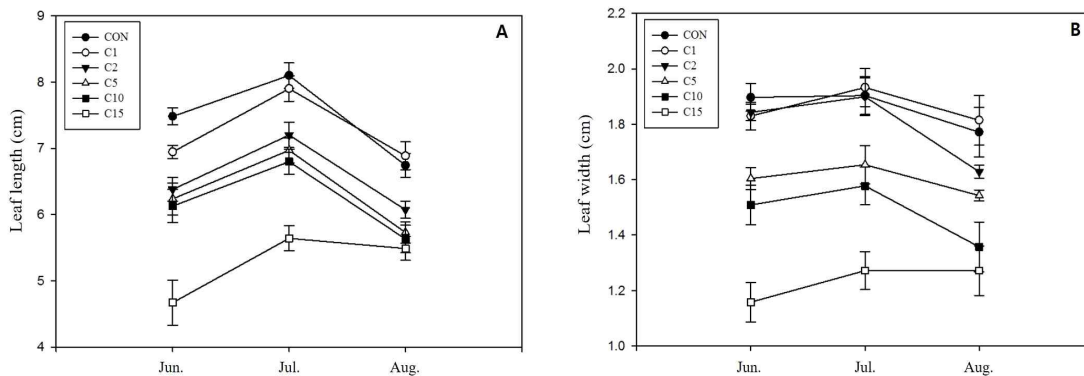 A
CON
C1
C2
C5
C10
C15
Leaf length (cm)
9
8
7
6
5
4
Jun.
Jul.
Aug.
B
CON
C1
C2
C5
C10
C15
Leaf width (cm)
2.2
2.0
1.8
1.6
1.4
1.2
1.0
Jun.
Jul.
Aug.